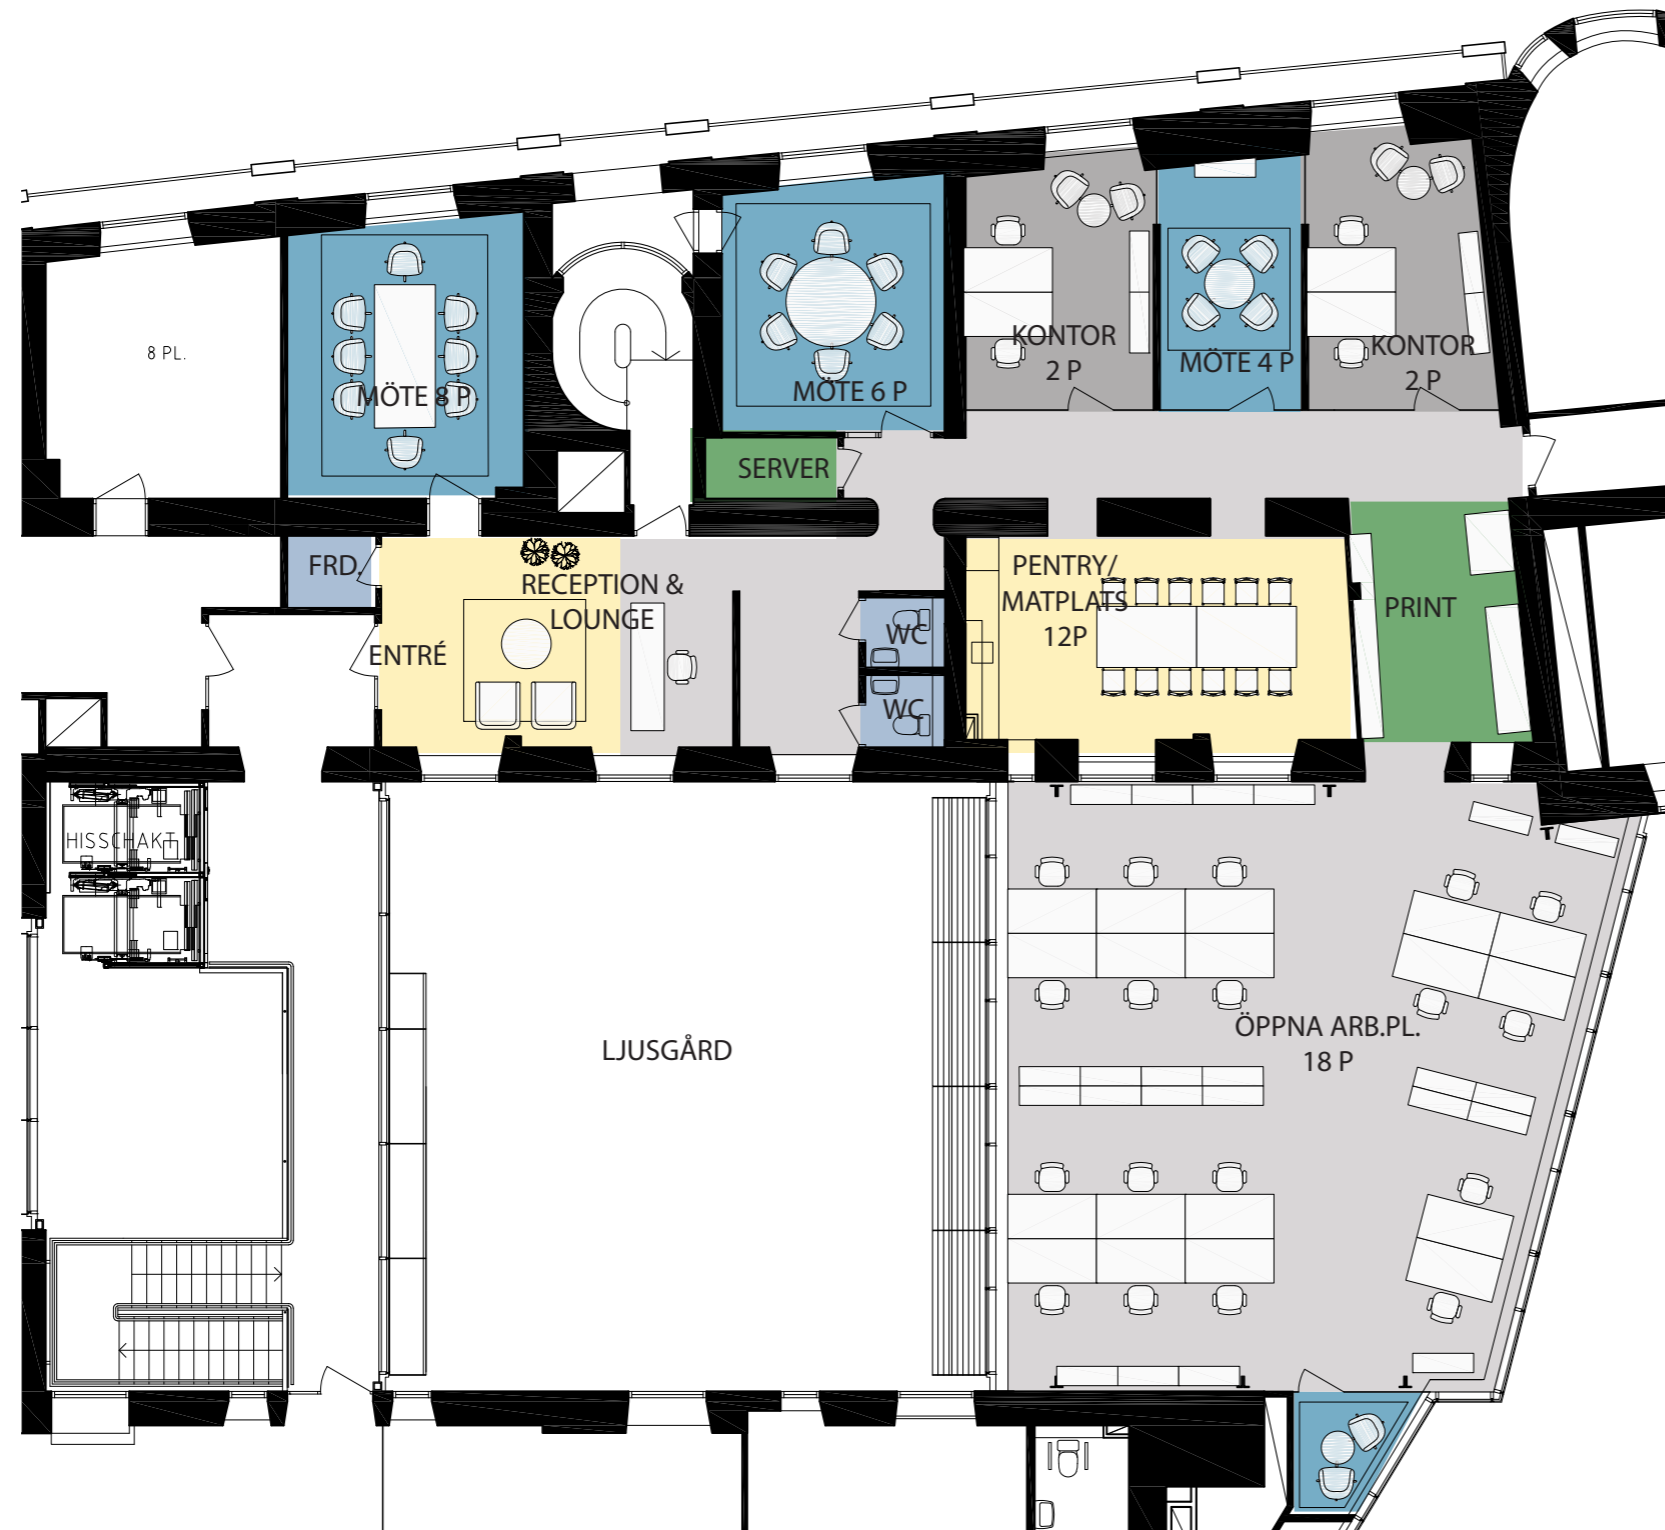 8 PL.
MÖTE 8 P
MÖTE 6 P
KONTOR
2 P
MÖTE 4 P
KONTOR
2 P
SERVER
FRD.
RECEPTION &
LOUNGE
ENTRÉ
WC
WC
PENTRY/
MATPLATS
12P
PRINT
HISSCHAKT
LJUSGÅRD
ÖPPNA ARB.PL.
18 P